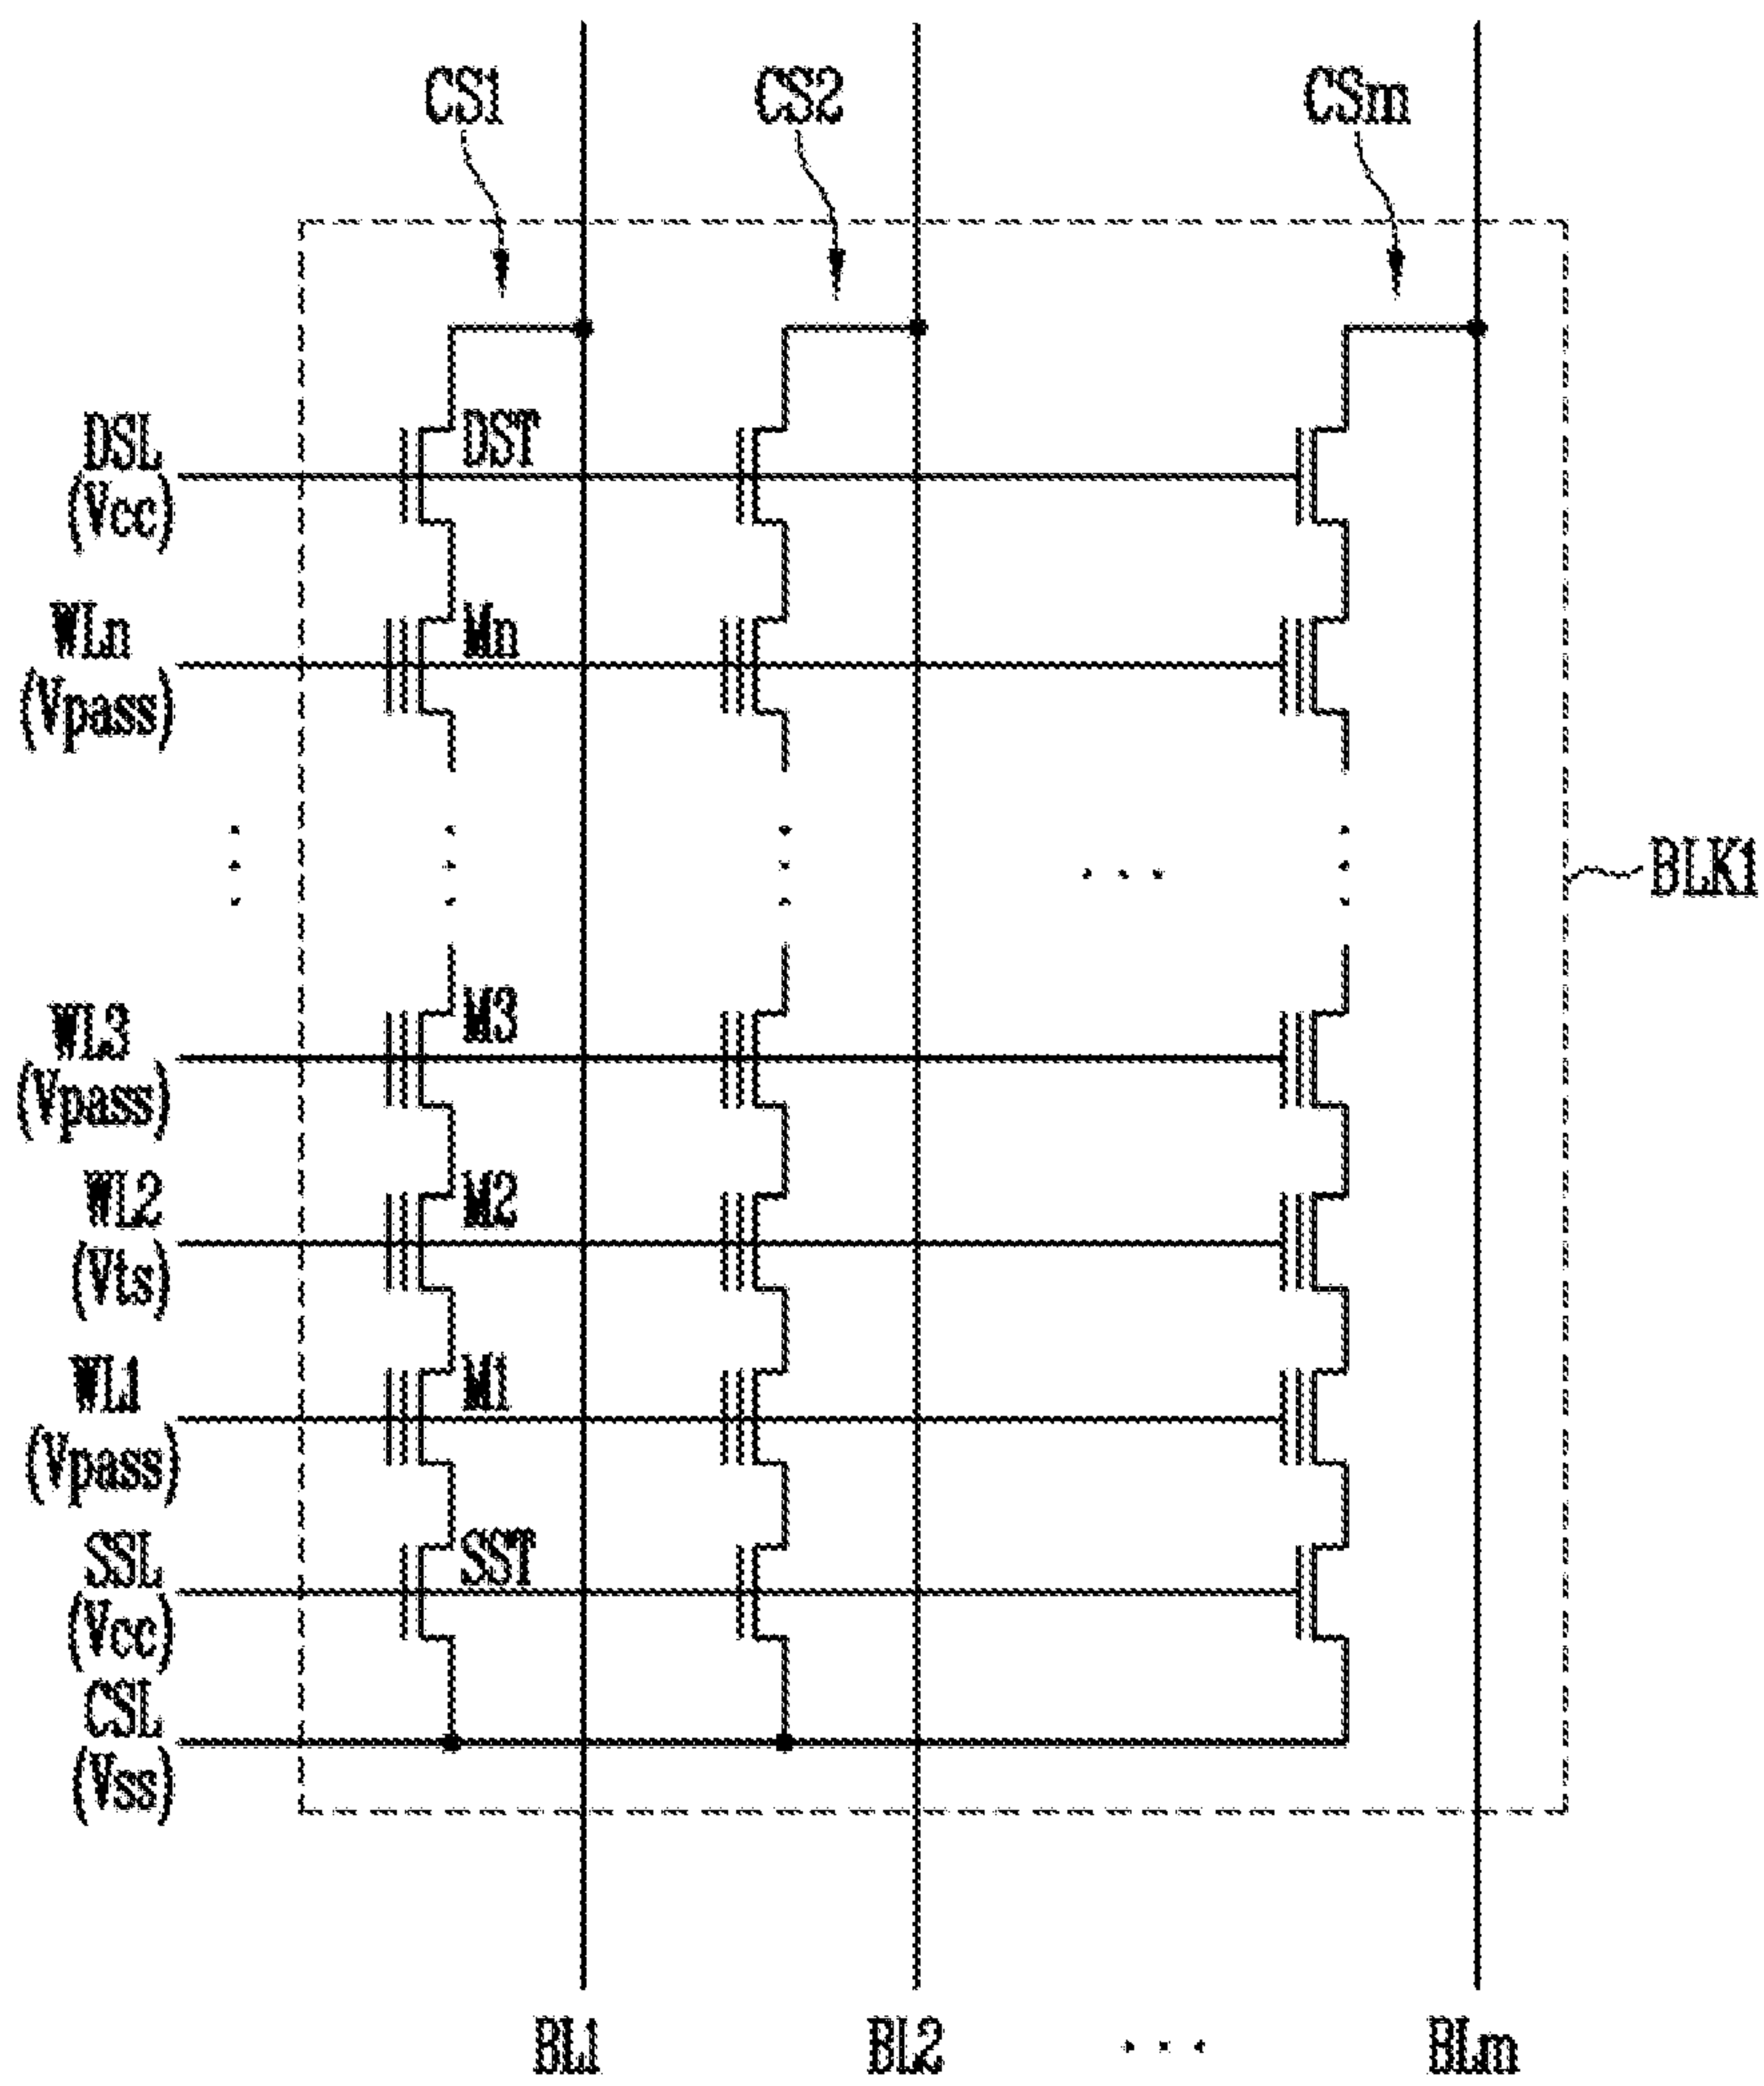 CS1 CS2 CSm
DSL
(Vcc)
DST
WLn
(Vpass)
Mn
BLK1
WL3
(Vpass)
M3
WL2
(Vts)
M2
WL1
(Vpass)
M1
SSL
(Vcc)
SST
CSL
(Vss)
BL1 BL2 ... BLm